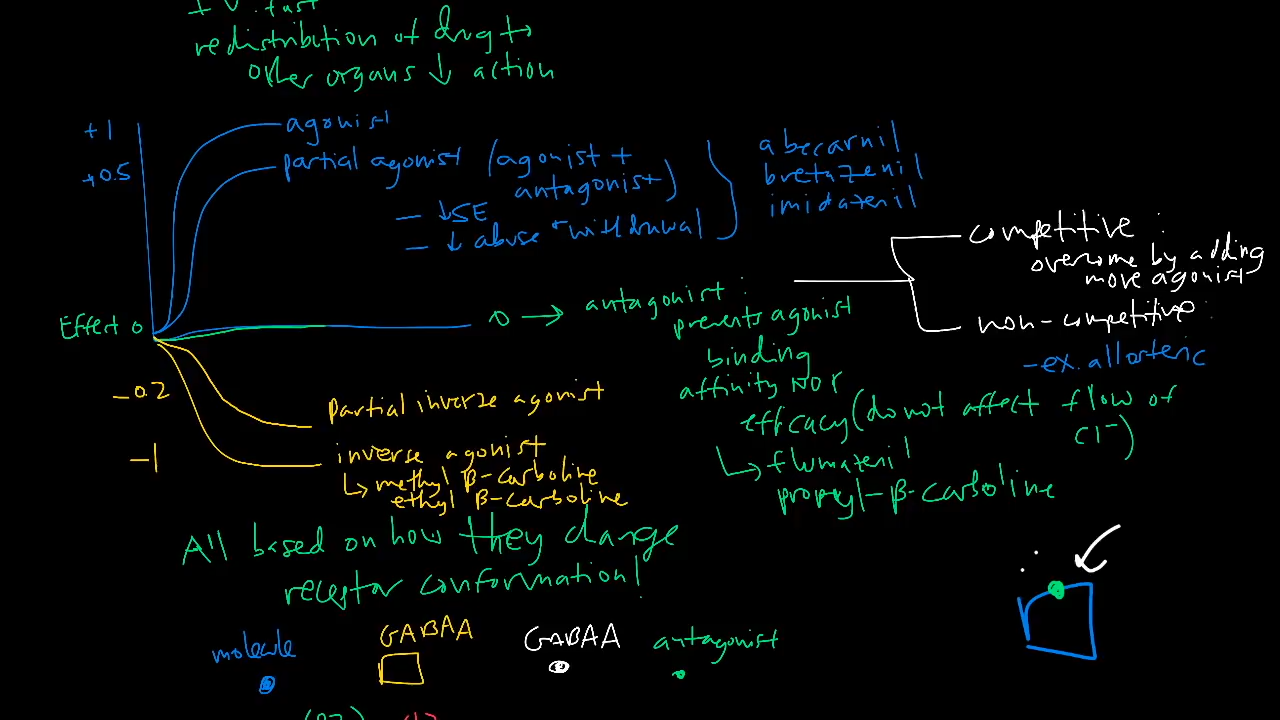 I V. fast
redistribution of drug to
other organs ↓ action
+1
agonist
+0.5
partial agonist (agonist +
antagonist)
- ↓SE
- ↓ abuse + withdrawal
abecarnil
bretazenil
imidazenil
competitive :
overcome by adding
more agonist
non-competitive :
-ex. allosteric
Effect 0
0 → antagonist :
prevents agonist
binding
affinity NOT
efficacy (do not affect flow of
Cl-)
↳ flumazenil
propyl-β-carboline
-0.2
partial inverse agonist
-1
inverse agonist
↳ methyl β-carboline
ethyl β-carboline
All based on how they change
receptor conformation!
molecule
GABAA
GABAA
antagonist